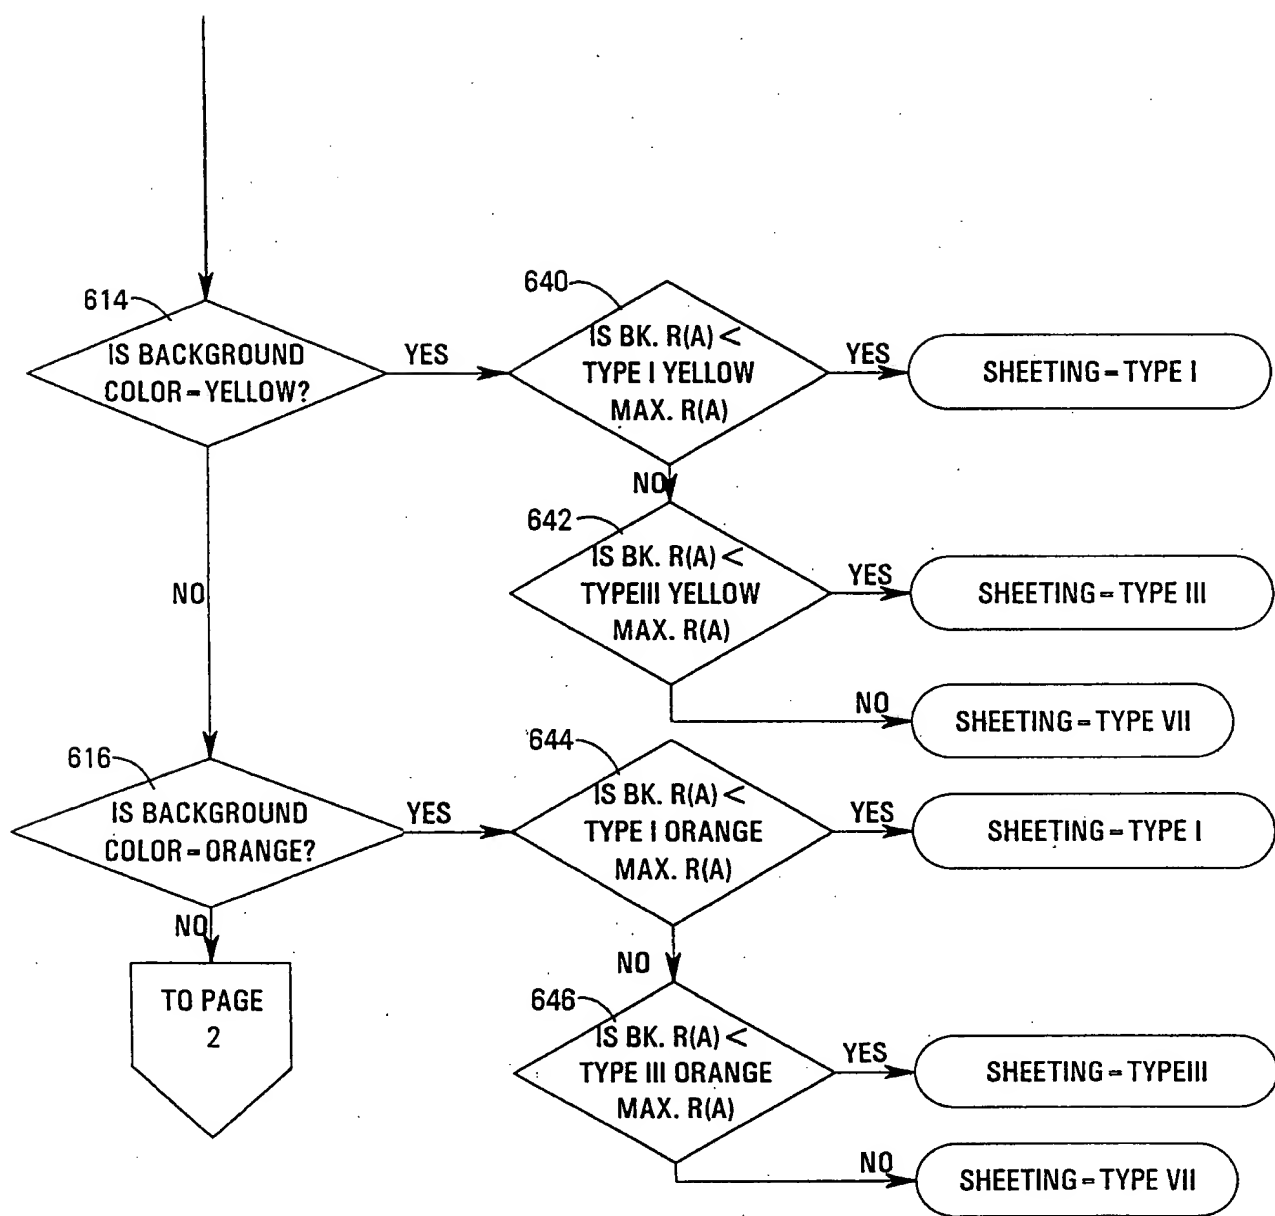 614
IS BACKGROUND
COLOR=YELLOW?
YES
640
IS BK. R(A) <
TYPE I YELLOW
MAX. R(A)
YES
SHEETING=TYPE I
NO
642
IS BK. R(A) <
TYPEIII YELLOW
MAX. R(A)
YES
SHEETING=TYPE III
NO
SHEETING=TYPE VII
NO
616
IS BACKGROUND
COLOR=ORANGE?
YES
644
IS BK. R(A) <
TYPE I ORANGE
MAX. R(A)
YES
SHEETING=TYPE I
NO
TO PAGE
2
NO
646
IS BK. R(A) <
TYPE III ORANGE
MAX. R(A)
YES
SHEETING=TYPEIII
NO
SHEETING=TYPE VII